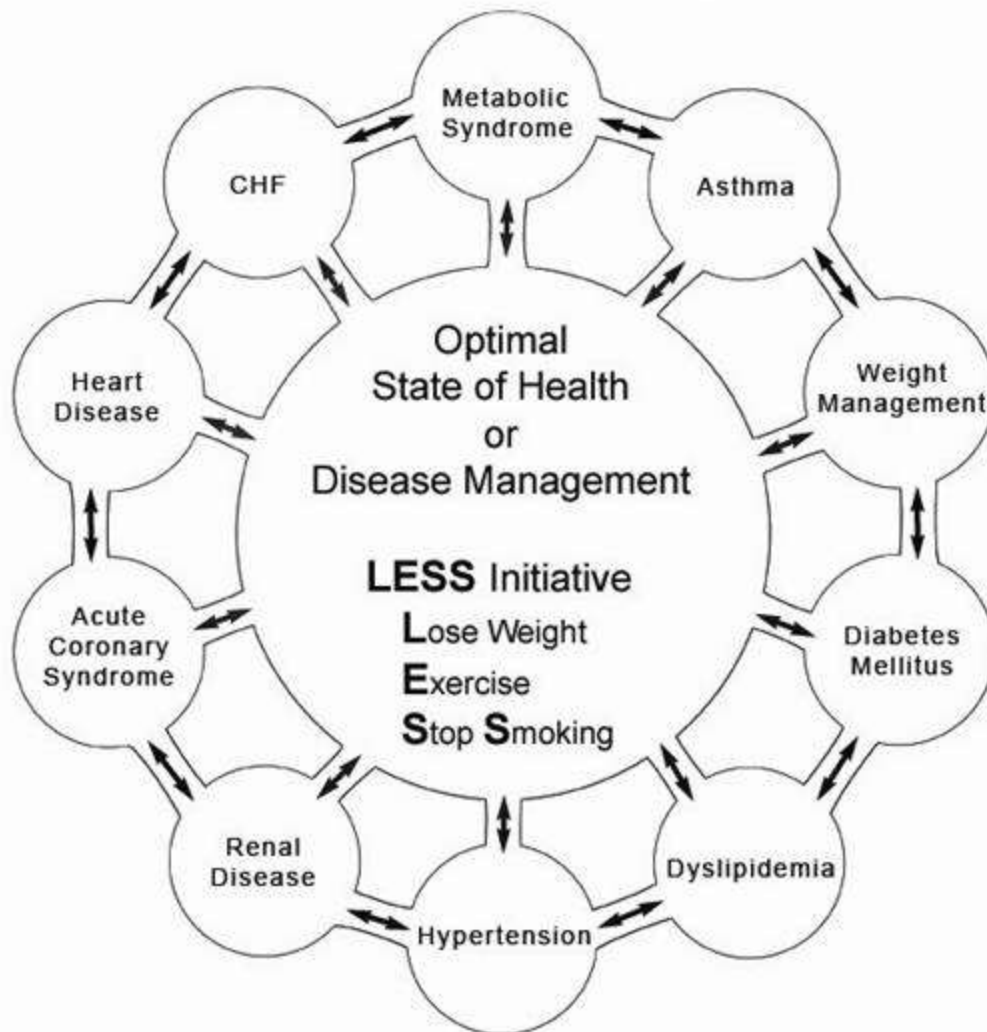 Metabolic
Syndrome
CHF
Asthma
Heart
Disease
Weight
Management
Optimal
State of Health
or
Disease Management
LESS Initiative
Lose Weight
Exercise
Stop Smoking
Acute
Coronary
Syndrome
Diabetes
Mellitus
Renal
Disease
Dyslipidemia
Hypertension